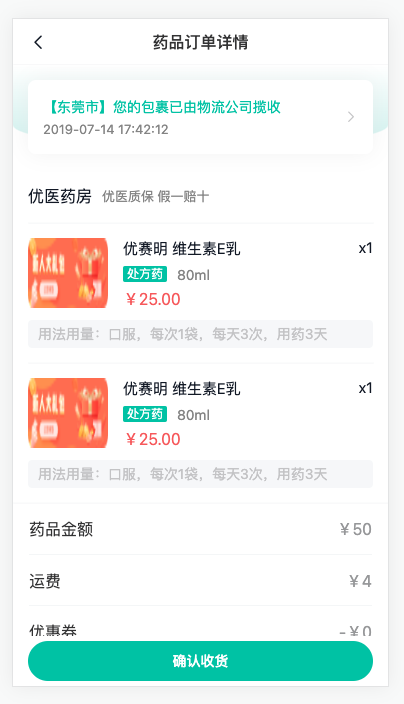 药品订单详情
【东莞市】您的包裹已由物流公司揽收
2019-07-14 17:42:12
优医药房 优医质保 假一赔十
优赛明 维生素E乳 x1
处方药 80ml
￥25.00
用法用量：口服，每次1袋，每天3次，用药3天
优赛明 维生素E乳 x1
处方药 80ml
￥25.00
用法用量：口服，每次1袋，每天3次，用药3天
药品金额 ￥50
运费 ￥4
优惠券 -￥0
确认收货